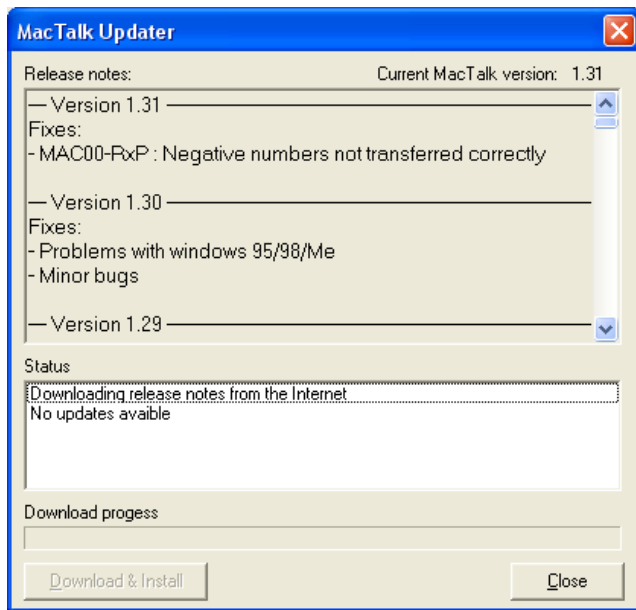 MacTalk Updater
Release notes: Current MacTalk version: 1.31
— Version 1.31
Fixes:
- MAC00-RxP : Negative numbers not transferred correctly
— Version 1.30
Fixes:
- Problems with windows 95/98/Me
- Minor bugs
— Version 1.29
Status
Downloading release notes from the Internet
No updates avaible
Download progess
Download & Install Close